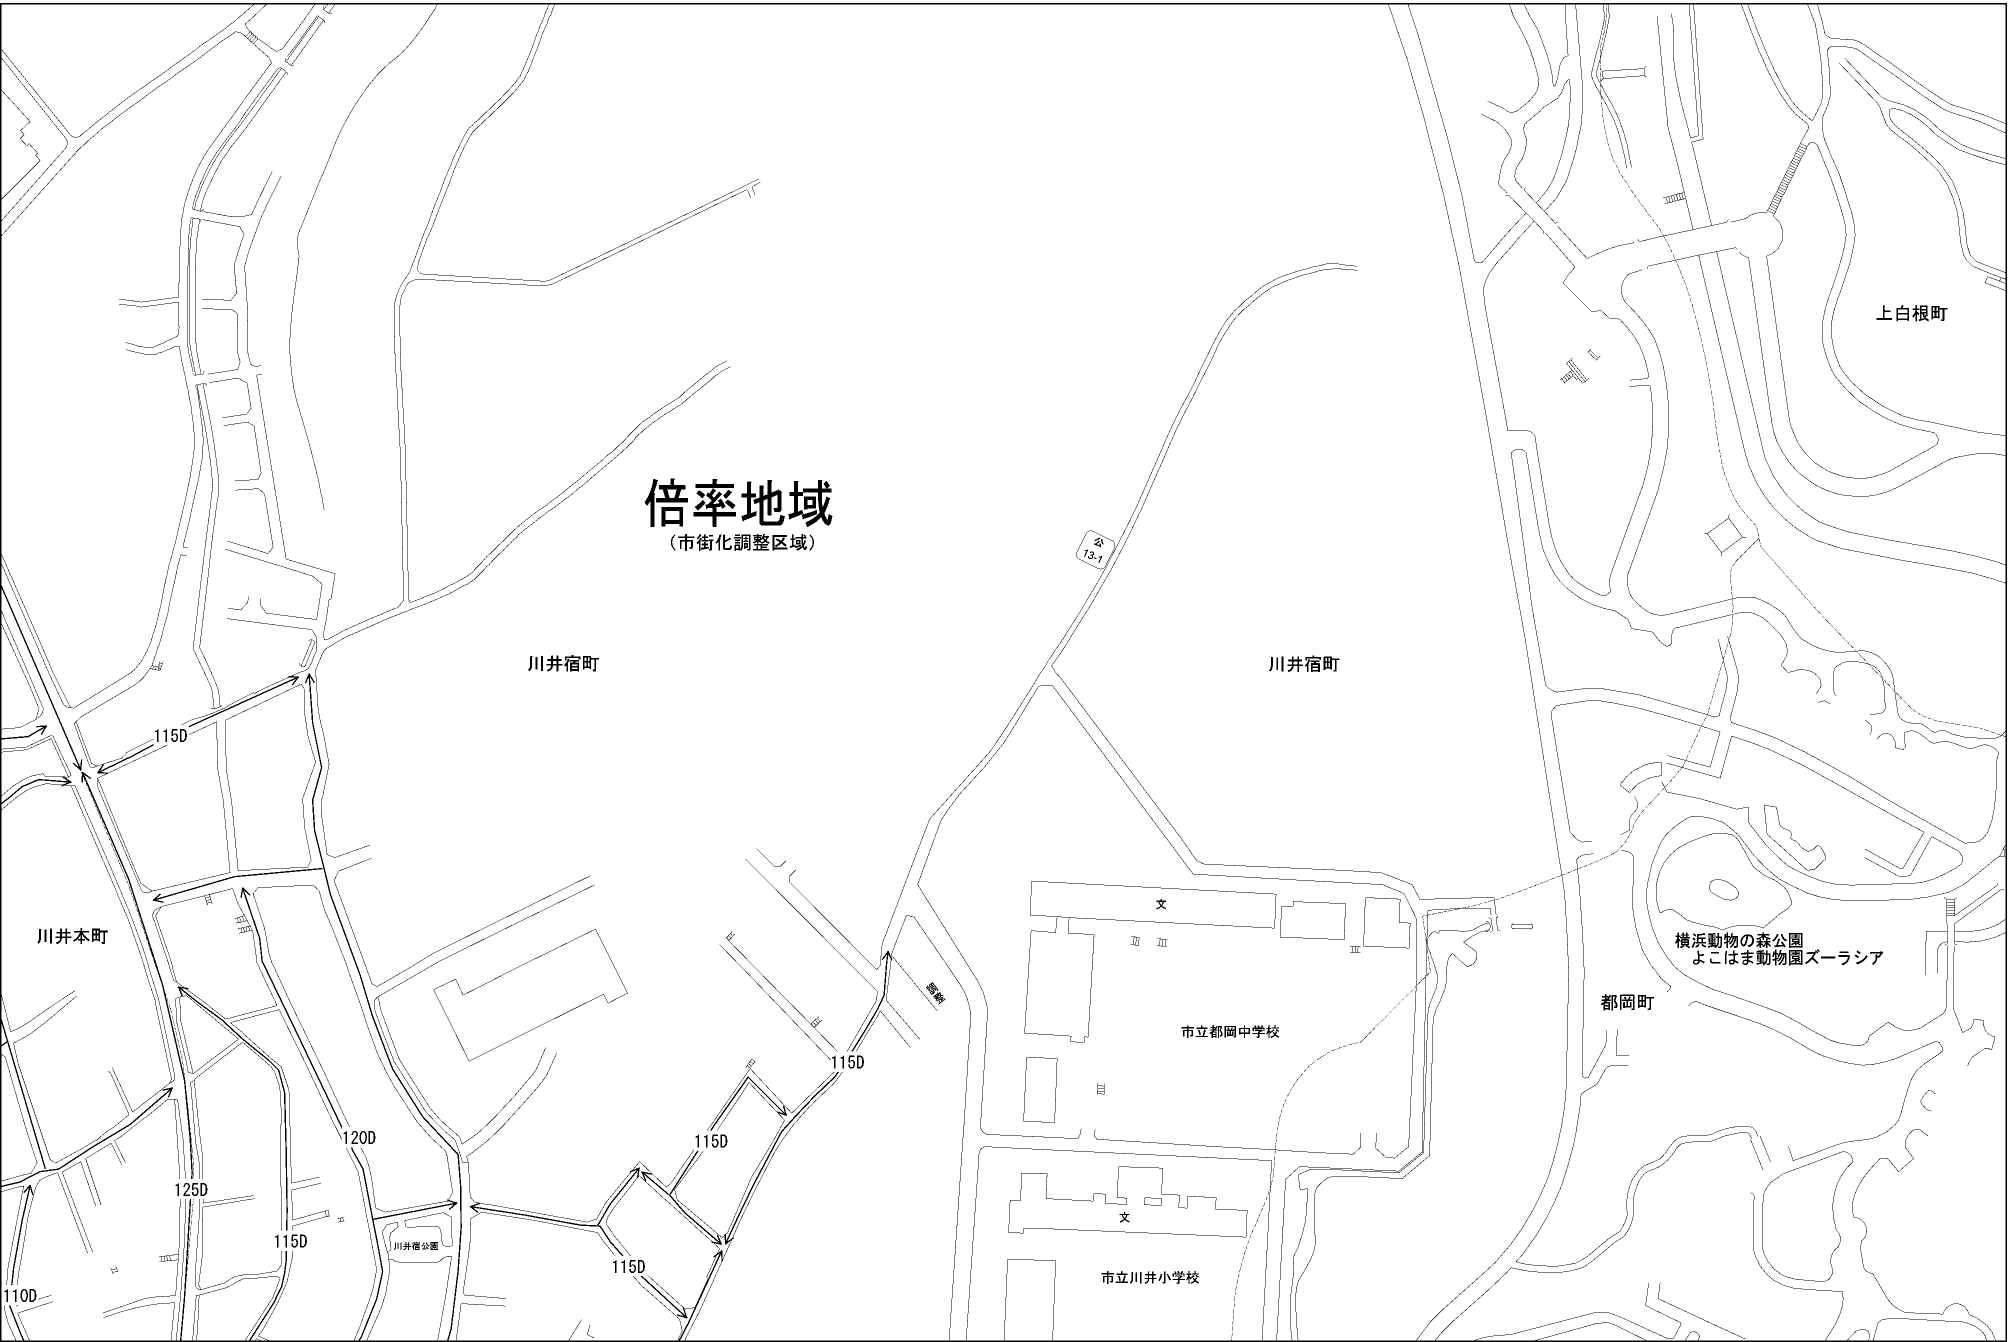 上白根町
倍率地域
（市街化調整区域）
公
13-1
川井宿町
川井宿町
115D
文
川井本町
横浜動物の森公園
よこはま動物園ズーラシア
調整
都岡町
市立都岡中学校
115D
120D
115D
125D
文
115D
川井宿公園
115D
市立川井小学校
110D